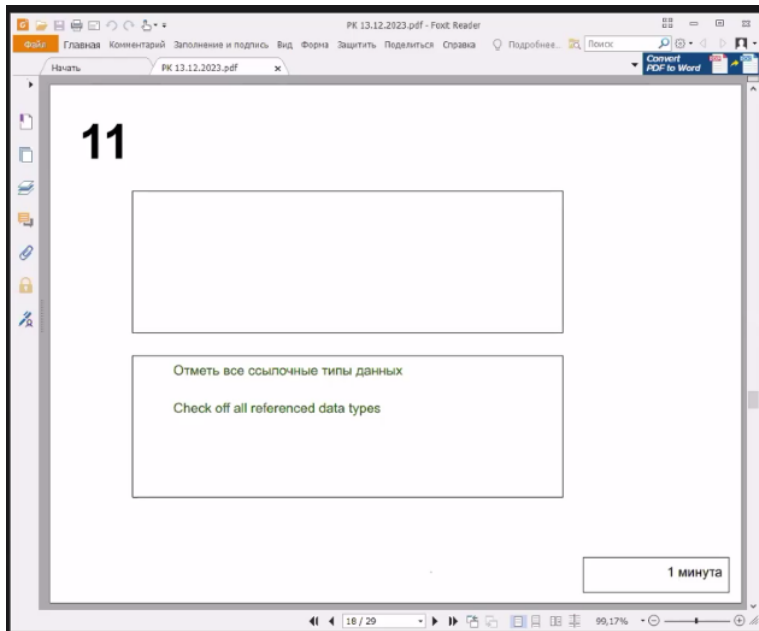 РК 13.12.2023.pdf - Foxit Reader
Файл Главная Комментарий Заполнение и подпись Вид Форма Защитить Поделиться Справка Подробнее... Поиск
Начать РК 13.12.2023.pdf
Convert
PDF to Word
11
Отметь все ссылочные типы данных
Check off all referenced data types
1 минута
18 / 29 99,17%